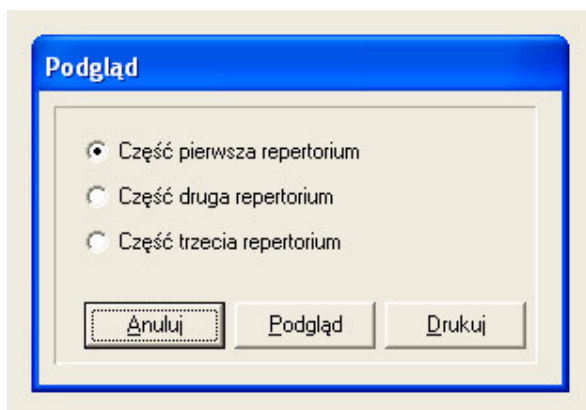 Podgląd
Część pierwsza repertorium
Część druga repertorium
Część trzecia repertorium
Anuluj Podgląd Drukuj